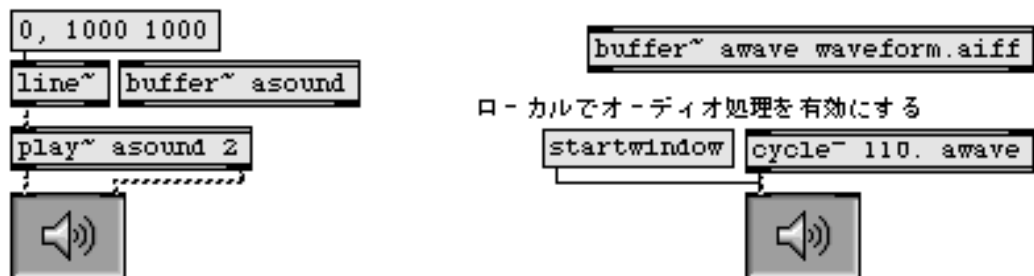 0, 1000 1000
line~
buffer~ asound
play~ asound 2
buffer~ awave waveform.aiff
ローカルでオーディオ処理を有効にする
startwindow
cycle~ 110. awave